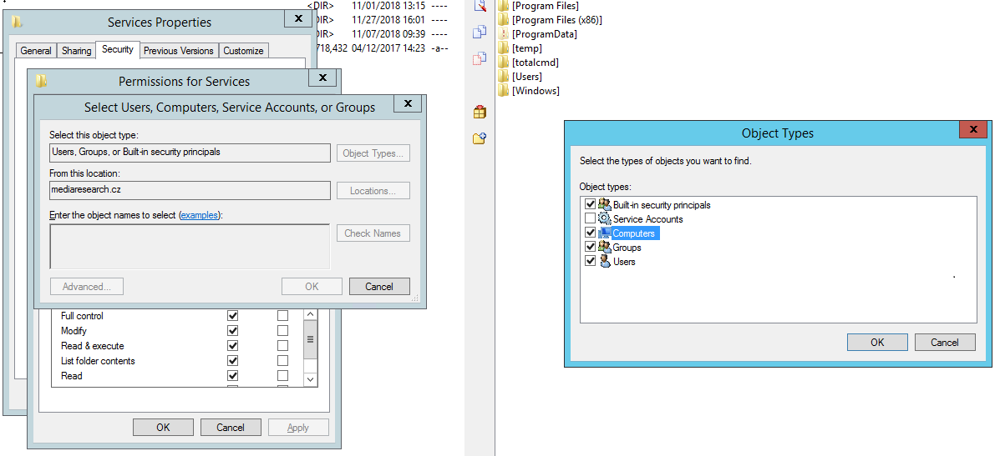 <DIR> 11/01/2018 13:15 ----
<DIR> 11/27/2018 16:01 ----
<DIR> 11/07/2018 09:39 ----
718,432 04/12/2017 14:23 -a--
Services Properties
General
Sharing
Security
Previous Versions
Customize
Permissions for Services
Select Users, Computers, Service Accounts, or Groups
Select this object type:
Users, Groups, or Built-in security principals
Object Types...
From this location:
mediaresearch.cz
Locations...
Enter the object names to select (examples):
Check Names
Advanced...
OK
Cancel
Full control
Modify
Read & execute
List folder contents
Read
OK
Cancel
Apply
[Program Files]
[Program Files (x86)]
[ProgramData]
[temp]
[totalcmd]
[Users]
[Windows]
Object Types
Select the types of objects you want to find.
Object types:
Built-in security principals
Service Accounts
Computers
Groups
Users
OK
Cancel